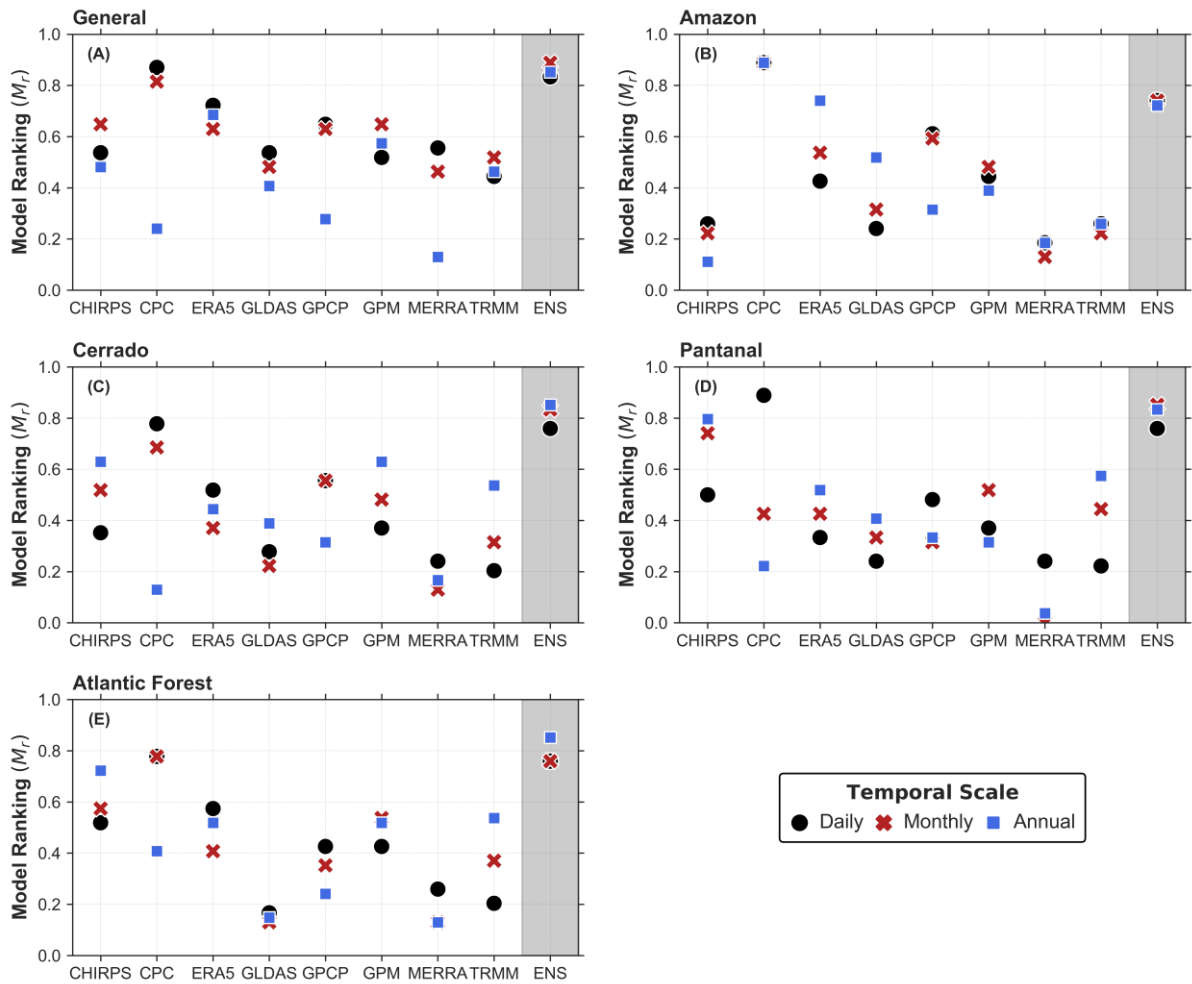 General
(A)
Model Ranking (Mr)
1.0
0.8
0.6
0.4
0.2
0.0
CHIRPS CPC ERA5 GLDAS GPCP GPM MERRA TRMM ENS
Amazon
(B)
Model Ranking (Mr)
1.0
0.8
0.6
0.4
0.2
0.0
CHIRPS CPC ERA5 GLDAS GPCP GPM MERRA TRMM ENS
Cerrado
(C)
Model Ranking (Mr)
1.0
0.8
0.6
0.4
0.2
0.0
CHIRPS CPC ERA5 GLDAS GPCP GPM MERRA TRMM ENS
Pantanal
(D)
Model Ranking (Mr)
1.0
0.8
0.6
0.4
0.2
0.0
CHIRPS CPC ERA5 GLDAS GPCP GPM MERRA TRMM ENS
Atlantic Forest
(E)
Model Ranking (Mr)
1.0
0.8
0.6
0.4
0.2
0.0
CHIRPS CPC ERA5 GLDAS GPCP GPM MERRA TRMM ENS
Temporal Scale
Daily Monthly Annual